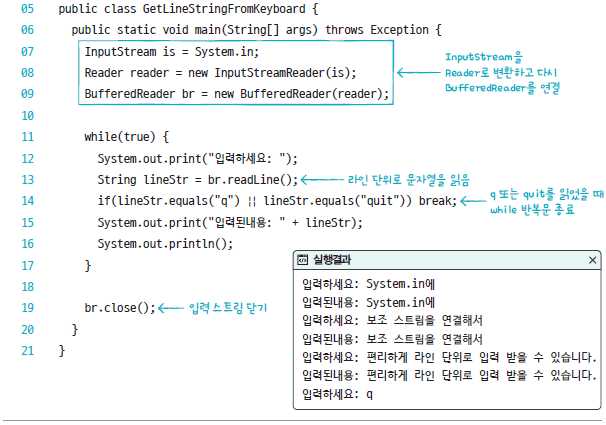 05 public class GetLineStringFromKeyboard {
06 public static void main(String[] args) throws Exception {
07 InputStream is = System.in;
08 Reader reader = new InputStreamReader(is);
09 BufferedReader br = new BufferedReader(reader);
InputStream을
Reader로 변환하고 다시
BufferedReader를 연결
10
11 while(true) {
12 System.out.print("입력하세요: ");
13 String lineStr = br.readLine(); 라인 단위로 문자열을 읽음
14 if(lineStr.equals("q") || lineStr.equals("quit")) break; q 또는 quit를 읽었을 때
while 반복문 종료
15 System.out.print("입력된내용: " + lineStr);
16 System.out.println();
17 }
18
19 br.close(); 입력 스트림 닫기
20 }
21 }
실행결과
입력하세요: System.in에
입력된내용: System.in에
입력하세요: 보조 스트림을 연결해서
입력된내용: 보조 스트림을 연결해서
입력하세요: 편리하게 라인 단위로 입력 받을 수 있습니다.
입력된내용: 편리하게 라인 단위로 입력 받을 수 있습니다.
입력하세요: q